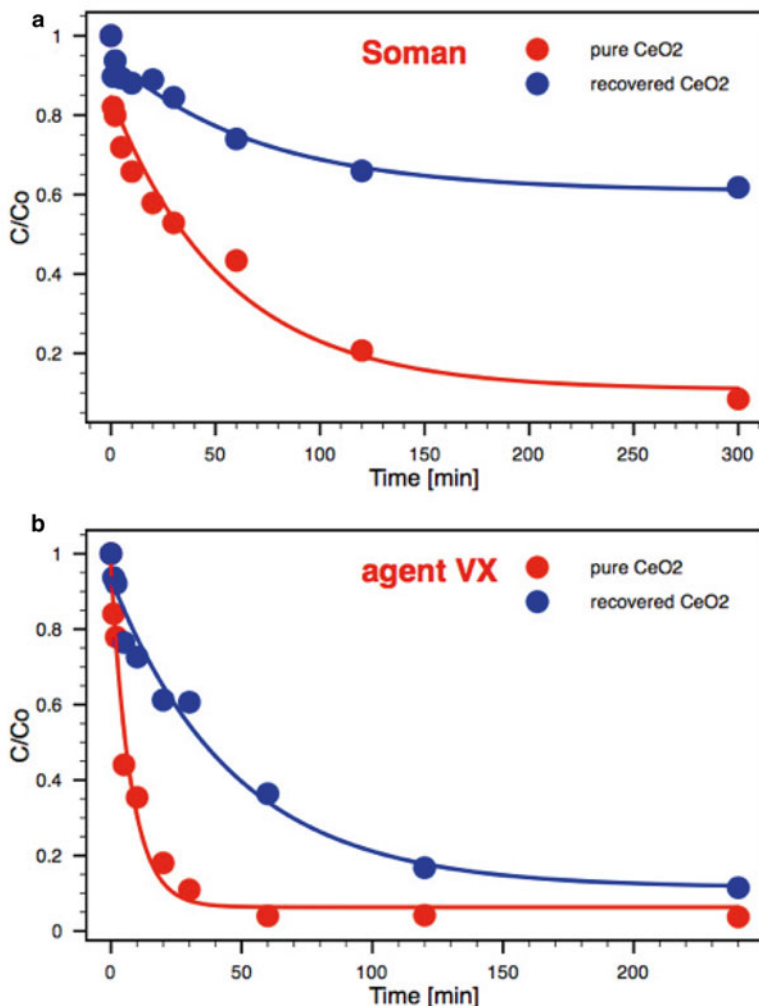 a
Soman
pure CeO2
recovered CeO2
1
0.8
0.6
0.4
0.2
C/Co
0 50 100 150 200 250 300
Time [min]
b
agent VX
pure CeO2
recovered CeO2
1
0.8
0.6
0.4
0.2
0
C/Co
0 50 100 150 200
Time [min]